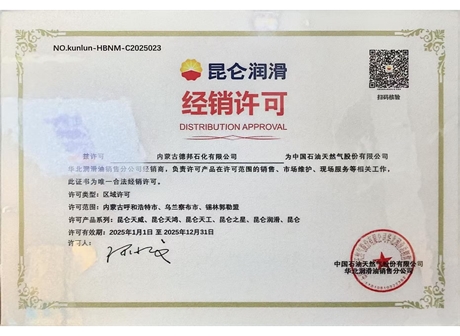 NO.kunlun-HBNM-C2025023
昆仑润滑
扫码核验
经销许可
DISTRIBUTION APPROVAL
兹许可 内蒙古德邦石化有限公司 为中国石油天然气股份有限公司
华北润滑油销售分公司经销商，负责许可产品在许可范围的销售、市场维护、现场服务等相关工作，
此证书为唯一合法经销许可。
许可类型：区域许可
许可范围：内蒙古呼和浩特市、乌兰察布市、锡林郭勒盟
许可产品系列：昆仑天威、昆仑天鸿、昆仑天工、昆仑之星、昆仑润滑、昆仑
许可有效期：2025年1月1日 至 2025年12月31日
许可人：
中国石油天然气股份有限公司
华北润滑油销售分公司